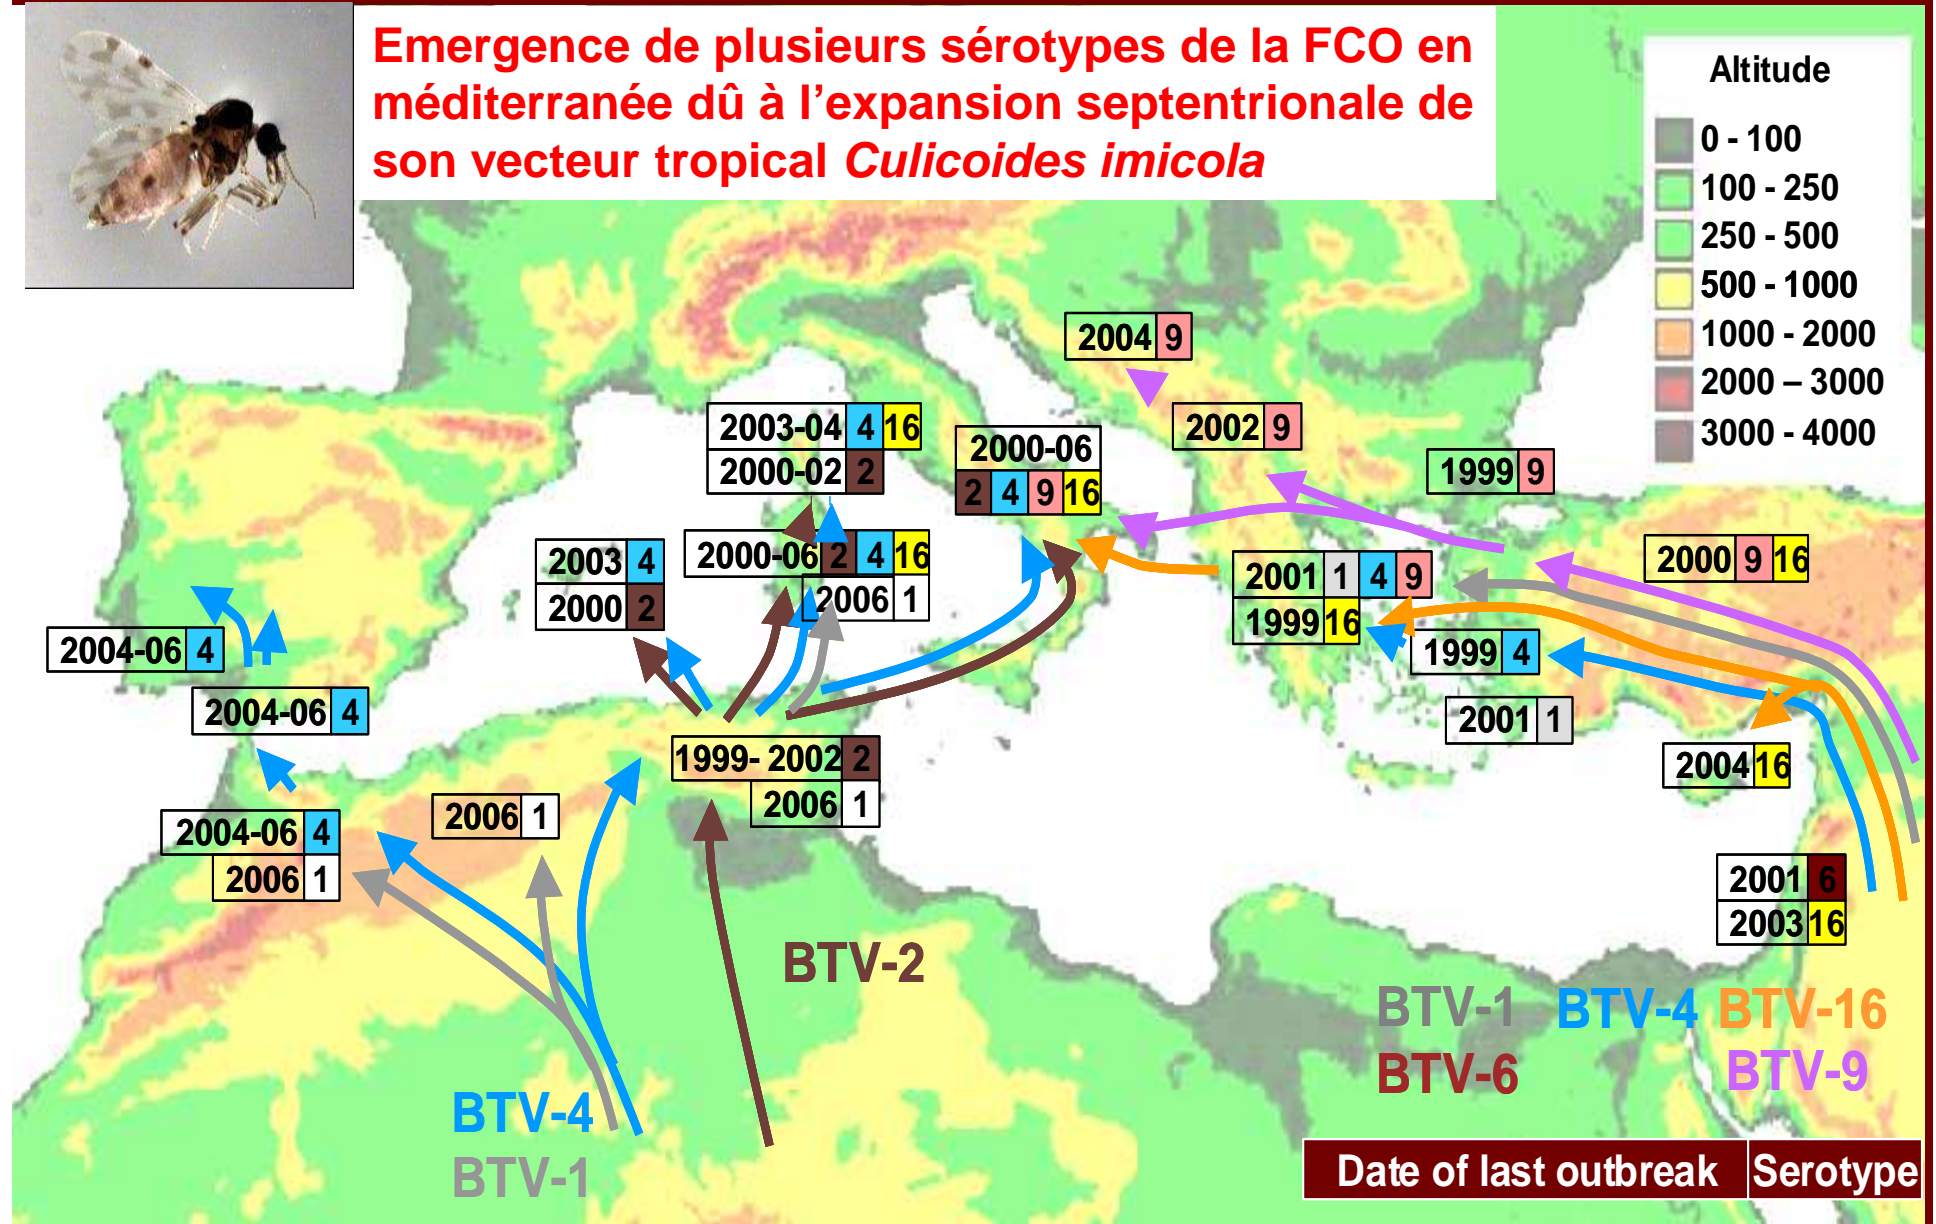 Emergence de plusieurs sérotypes de la FCO en
méditerranée dû à l’expansion septentrionale de
son vecteur tropical Culicoides imicola
Altitude
0 - 100
100 - 250
250 - 500
500 - 1000
1000 - 2000
2000 – 3000
3000 - 4000
2004 9
2003-04 4 16
2000-02 2
2000-06
2 4 9 16
2002 9
1999 9
2003 4
2000 2
2000-06 2 4 16
2006 1
2001 1 4 9
1999 16
2000 9 16
2004-06 4
1999 4
2004-06 4
2001 1
1999- 2002 2
2006 1
2004 16
2004-06 4
2006 1
2006 1
2001 6
2003 16
BTV-2
BTV-1 BTV-4 BTV-16
BTV-6 BTV-9
BTV-4
BTV-1
Date of last outbreak Serotype